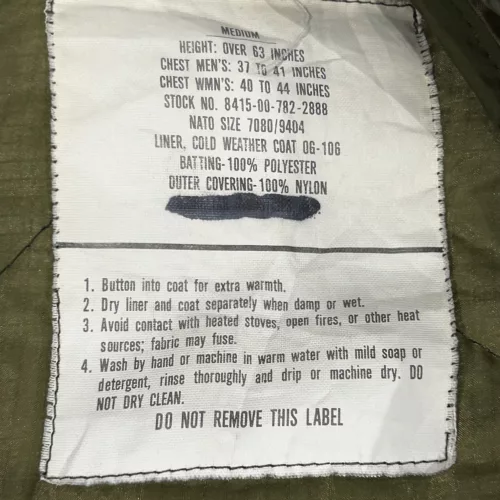 MEDIUM
HEIGHT: OVER 63 INCHES
CHEST MEN'S: 37 TO 41 INCHES
CHEST WMN'S: 40 TO 44 INCHES
STOCK NO. 8415-00-782-2888
NATO SIZE 7080/9404
LINER, COLD WEATHER COAT OG-106
BATTING-100% POLYESTER
OUTER COVERING-100% NYLON
1. Button into coat for extra warmth.
2. Dry liner and coat separately when damp or wet.
3. Avoid contact with heated stoves, open fires, or other heat
sources; fabric may fuse.
4. Wash by hand or machine in warm water with mild soap or
detergent, rinse thoroughly and drip or machine dry. DO
NOT DRY CLEAN.
DO NOT REMOVE THIS LABEL